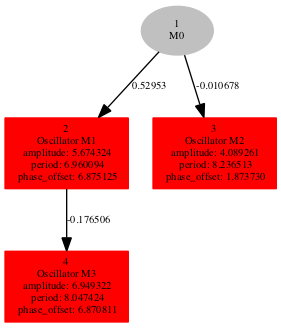 1
M0
0.52953
-0.010678
2
Oscillator M1
amplitude: 5.674324
period: 6.960094
phase_offset: 6.875125
3
Oscillator M2
amplitude: 4.089261
period: 8.236513
phase_offset: 1.873730
-0.176506
4
Oscillator M3
amplitude: 6.949322
period: 8.047424
phase_offset: 6.870811